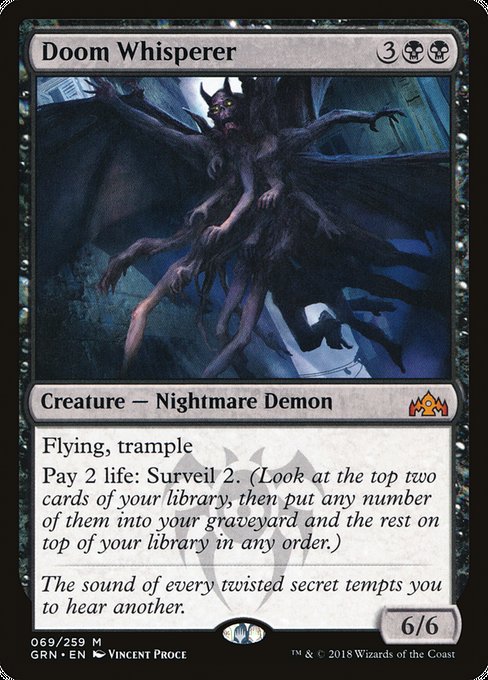 Doom Whisperer 3
Creature — Nightmare Demon
Flying, trample
Pay 2 life: Surveil 2. (Look at the top two
cards of your library, then put any number
of them into your graveyard and the rest on
top of your library in any order.)
The sound of every twisted secret tempts you
to hear another.
6/6
069/259 M
GRN • EN Vincent Proce
™ & © 2018 Wizards of the Coast